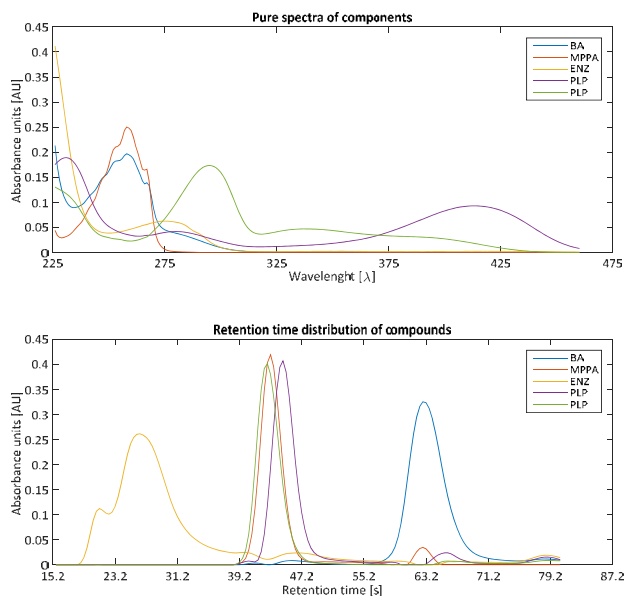 Pure spectra of components
Absorbance units [AU]
0.45
0.4
0.35
0.3
0.25
0.2
0.15
0.1
0.05
0
225
275
325
375
425
475
Wavelenght [λ]
BA
MPPA
ENZ
PLP
PLP
Retention time distribution of compounds
Absorbance units [AU]
0.45
0.4
0.35
0.3
0.25
0.2
0.15
0.1
0.05
0
15.2
23.2
31.2
39.2
47.2
55.2
63.2
71.2
79.2
87.2
Retention time [s]
BA
MPPA
ENZ
PLP
PLP